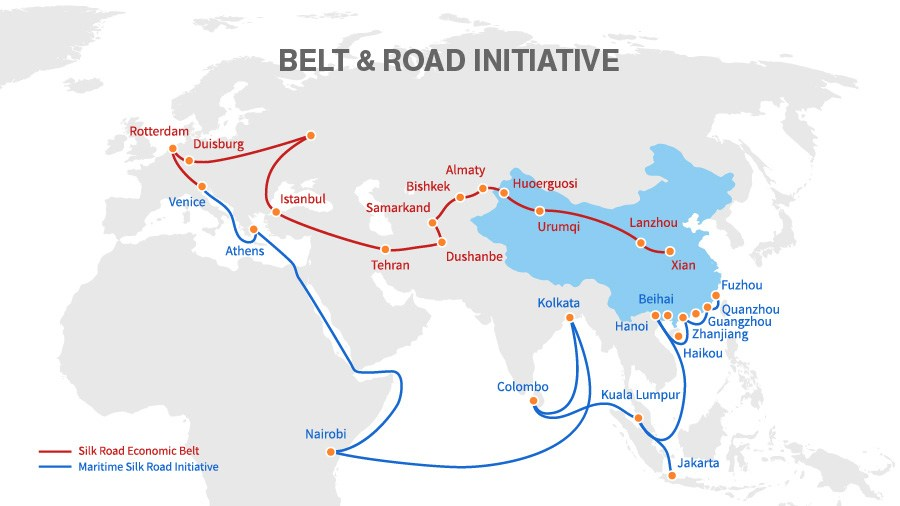 BELT & ROAD INITIATIVE
Rotterdam
Duisburg
Venice
Istanbul
Athens
Tehran
Samarkand
Dushanbe
Bishkek
Almaty
Huoerguosi
Urumqi
Lanzhou
Xian
Fuzhou
Quanzhou
Guangzhou
Zhanjiang
Haikou
Beihai
Hanoi
Kolkata
Colombo
Kuala Lumpur
Jakarta
Nairobi
Silk Road Economic Belt
Maritime Silk Road Initiative